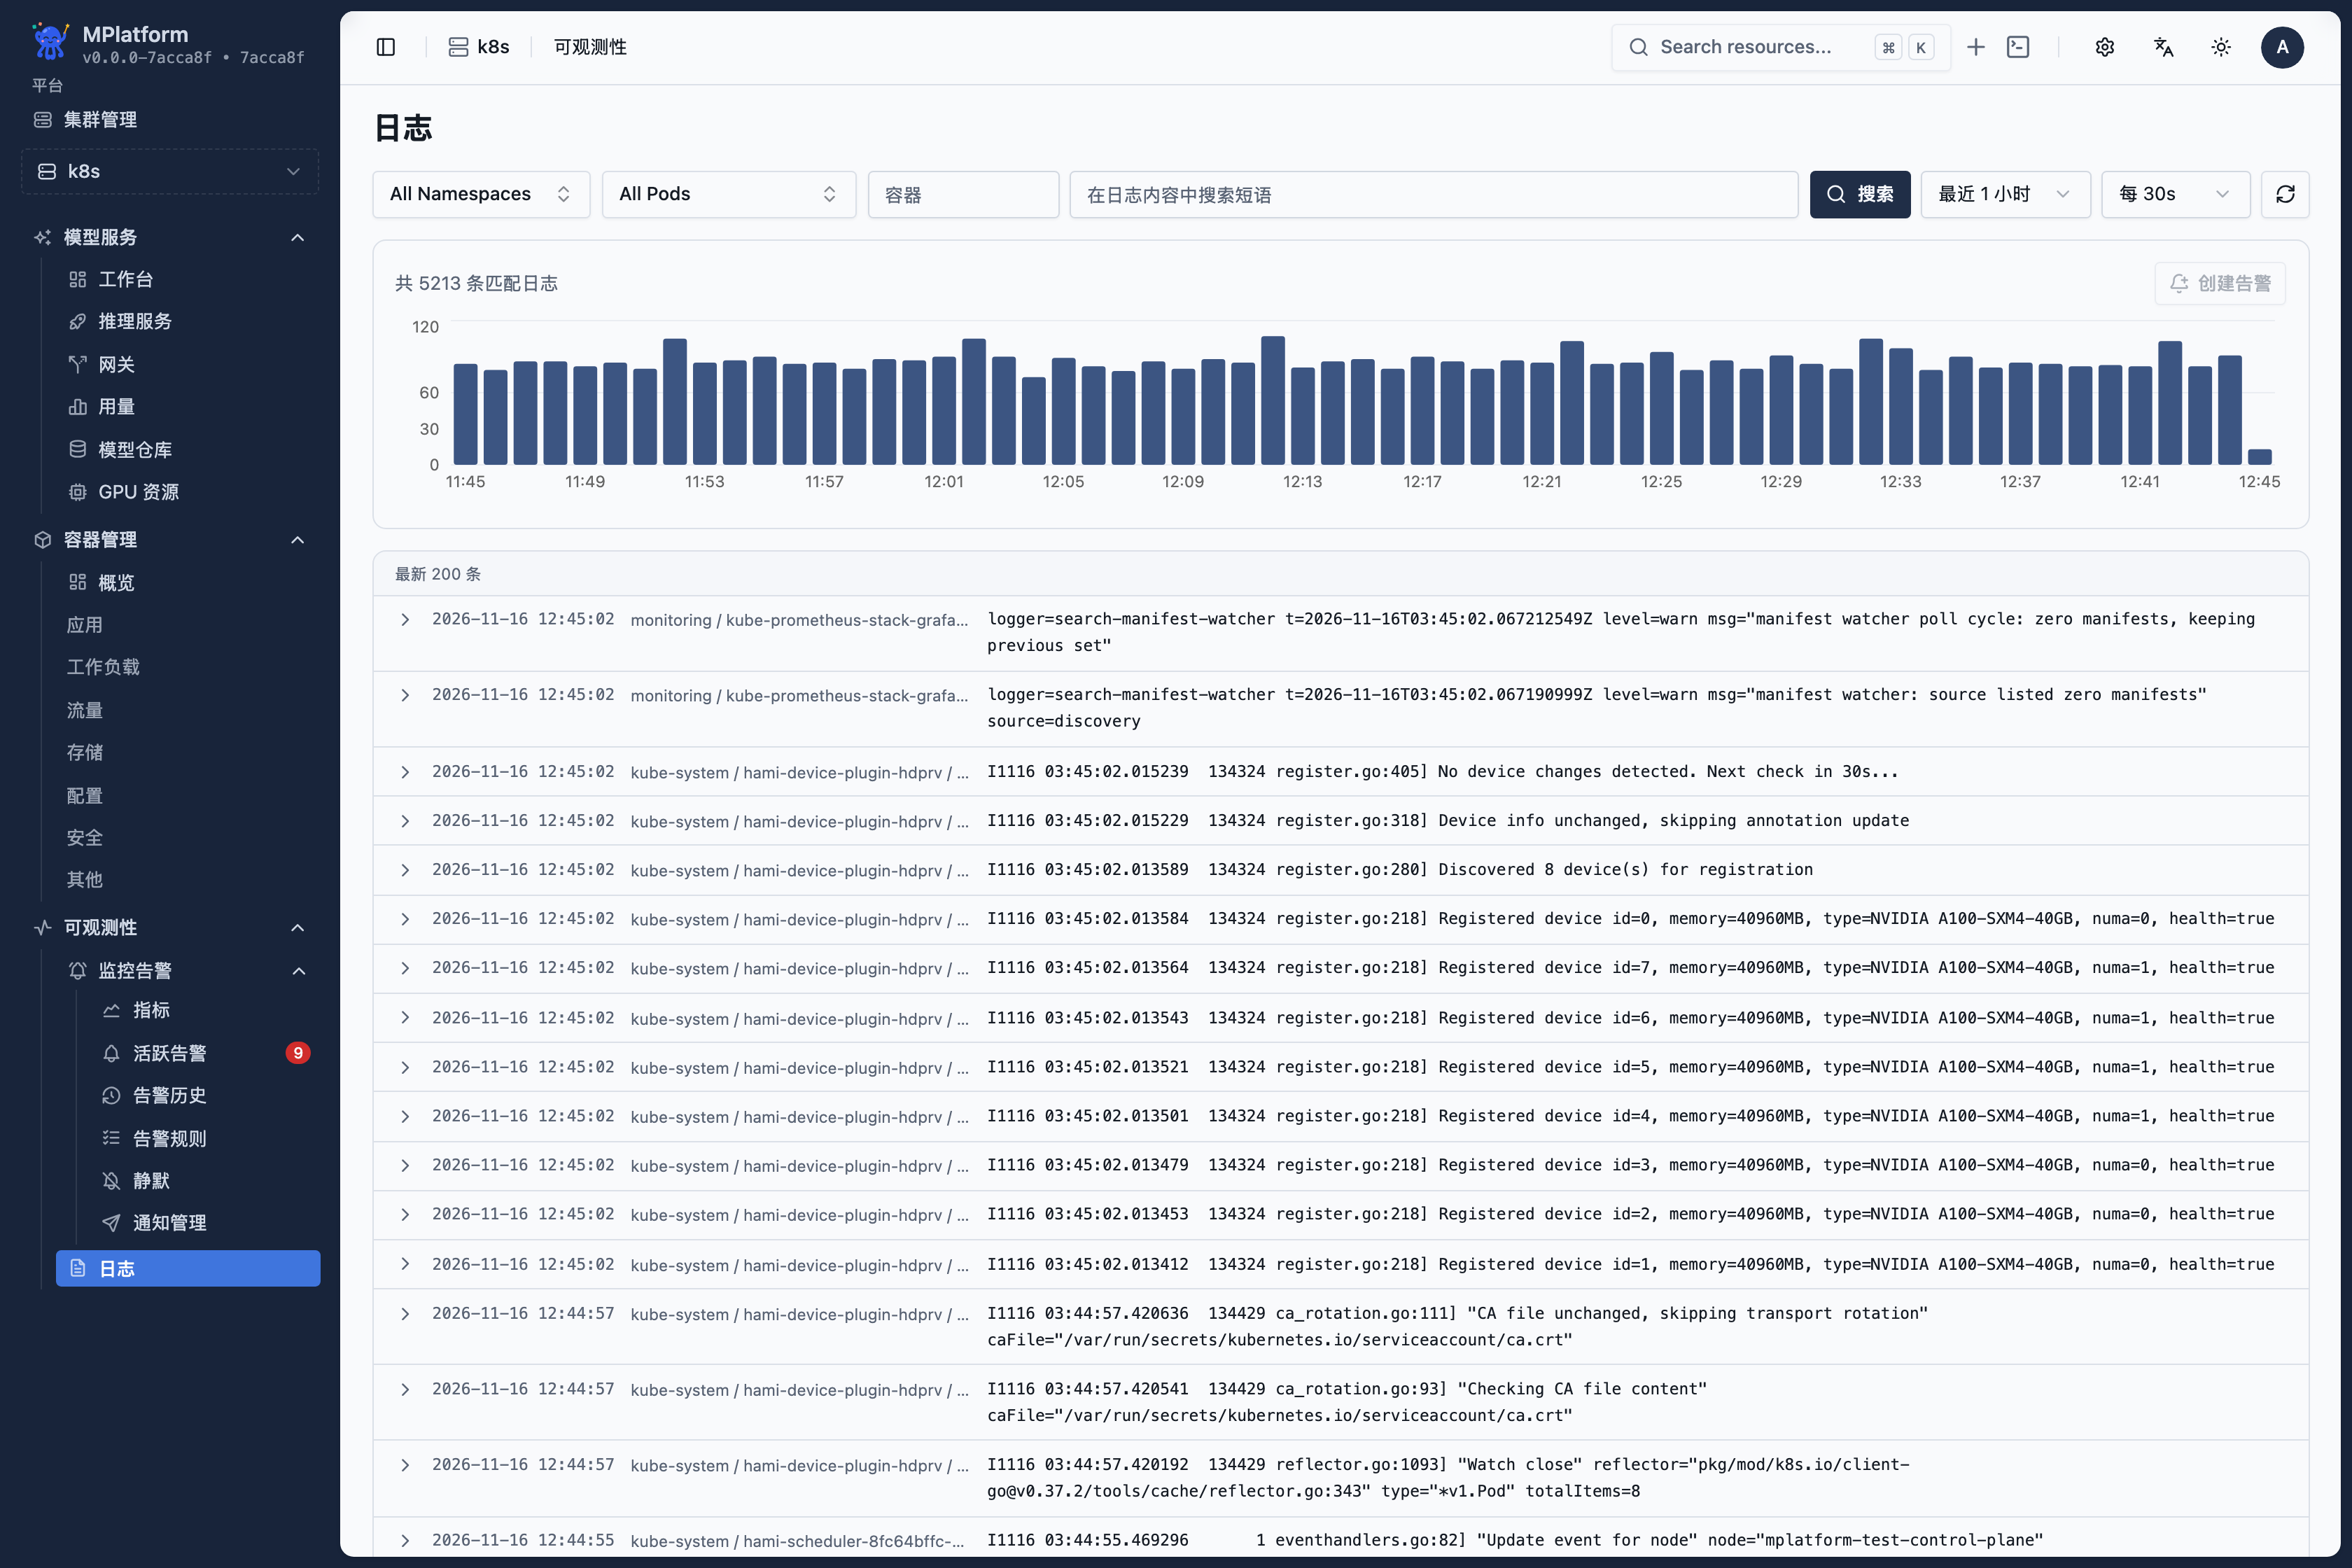 MPlatform
v0.0.0-7acca8f • 7acca8f
平台
集群管理
k8s
模型服务
工作台
推理服务
网关
用量
模型仓库
GPU 资源
容器管理
概览
应用
工作负载
流量
存储
配置
安全
其他
可观测性
监控告警
指标
活跃告警 9
告警历史
告警规则
静默
通知管理
日志
k8s 可观测性 Search resources... ⌘ K A
日志
All Namespaces All Pods 容器 在日志内容中搜索短语 搜索 最近 1 小时 每 30s
共 5213 条匹配日志 创建告警
120
60
30
0
11:45 11:49 11:53 11:57 12:01 12:05 12:09 12:13 12:17 12:21 12:25 12:29 12:33 12:37 12:41 12:45
最新 200 条
2026-11-16 12:45:02 monitoring / kube-prometheus-stack-grafa... logger=search-manifest-watcher t=2026-11-16T03:45:02.067212549Z level=warn msg="manifest watcher poll cycle: zero manifests, keeping
previous set"
2026-11-16 12:45:02 monitoring / kube-prometheus-stack-grafa... logger=search-manifest-watcher t=2026-11-16T03:45:02.067190999Z level=warn msg="manifest watcher: source listed zero manifests"
source=discovery
2026-11-16 12:45:02 kube-system / hami-device-plugin-hdprv / ... I1116 03:45:02.015239 134324 register.go:405] No device changes detected. Next check in 30s...
2026-11-16 12:45:02 kube-system / hami-device-plugin-hdprv / ... I1116 03:45:02.015229 134324 register.go:318] Device info unchanged, skipping annotation update
2026-11-16 12:45:02 kube-system / hami-device-plugin-hdprv / ... I1116 03:45:02.013589 134324 register.go:280] Discovered 8 device(s) for registration
2026-11-16 12:45:02 kube-system / hami-device-plugin-hdprv / ... I1116 03:45:02.013584 134324 register.go:218] Registered device id=0, memory=40960MB, type=NVIDIA A100-SXM4-40GB, numa=0, health=true
2026-11-16 12:45:02 kube-system / hami-device-plugin-hdprv / ... I1116 03:45:02.013564 134324 register.go:218] Registered device id=7, memory=40960MB, type=NVIDIA A100-SXM4-40GB, numa=1, health=true
2026-11-16 12:45:02 kube-system / hami-device-plugin-hdprv / ... I1116 03:45:02.013543 134324 register.go:218] Registered device id=6, memory=40960MB, type=NVIDIA A100-SXM4-40GB, numa=1, health=true
2026-11-16 12:45:02 kube-system / hami-device-plugin-hdprv / ... I1116 03:45:02.013521 134324 register.go:218] Registered device id=5, memory=40960MB, type=NVIDIA A100-SXM4-40GB, numa=1, health=true
2026-11-16 12:45:02 kube-system / hami-device-plugin-hdprv / ... I1116 03:45:02.013501 134324 register.go:218] Registered device id=4, memory=40960MB, type=NVIDIA A100-SXM4-40GB, numa=1, health=true
2026-11-16 12:45:02 kube-system / hami-device-plugin-hdprv / ... I1116 03:45:02.013479 134324 register.go:218] Registered device id=3, memory=40960MB, type=NVIDIA A100-SXM4-40GB, numa=0, health=true
2026-11-16 12:45:02 kube-system / hami-device-plugin-hdprv / ... I1116 03:45:02.013453 134324 register.go:218] Registered device id=2, memory=40960MB, type=NVIDIA A100-SXM4-40GB, numa=0, health=true
2026-11-16 12:45:02 kube-system / hami-device-plugin-hdprv / ... I1116 03:45:02.013412 134324 register.go:218] Registered device id=1, memory=40960MB, type=NVIDIA A100-SXM4-40GB, numa=0, health=true
2026-11-16 12:44:57 kube-system / hami-device-plugin-hdprv / ... I1116 03:44:57.420636 134429 ca_rotation.go:111] "CA file unchanged, skipping transport rotation"
caFile="/var/run/secrets/kubernetes.io/serviceaccount/ca.crt"
2026-11-16 12:44:57 kube-system / hami-device-plugin-hdprv / ... I1116 03:44:57.420541 134429 ca_rotation.go:93] "Checking CA file content"
caFile="/var/run/secrets/kubernetes.io/serviceaccount/ca.crt"
2026-11-16 12:44:57 kube-system / hami-device-plugin-hdprv / ... I1116 03:44:57.420192 134429 reflector.go:1093] "Watch close" reflector="pkg/mod/k8s.io/client-
go@v0.37.2/tools/cache/reflector.go:343" type="*v1.Pod" totalItems=8
2026-11-16 12:44:55 kube-system / hami-scheduler-8fc64bffc-... I1116 03:44:55.469296 1 eventhandlers.go:82] "Update event for node" node="mplatform-test-control-plane"